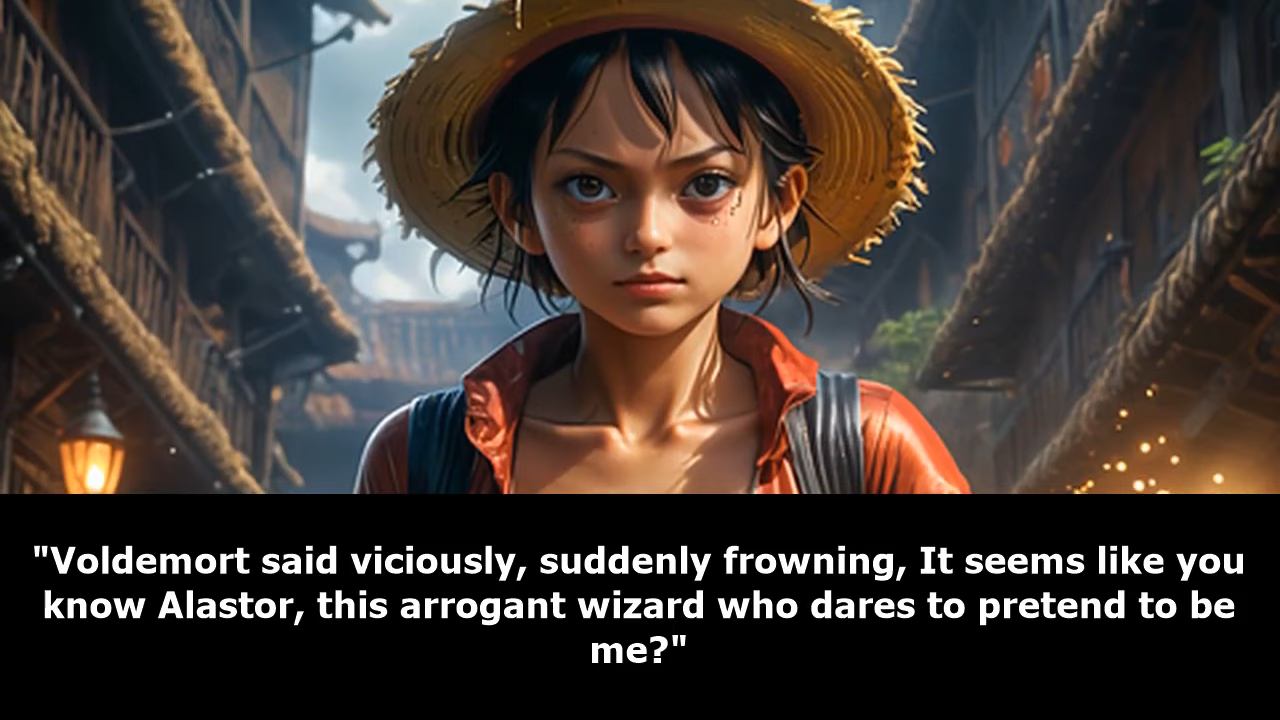 "Voldemort said viciously, suddenly frowning, It seems like you
know Alastor, this arrogant wizard who dares to pretend to be
me?"